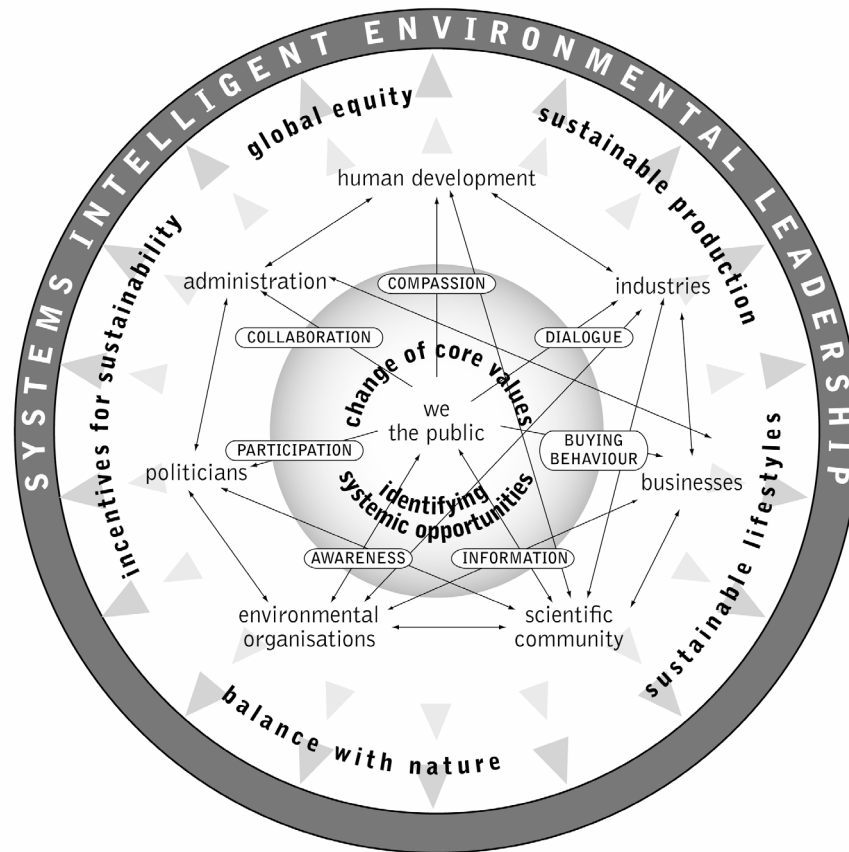 SYSTEMS INTELLIGENT ENVIRONMENTAL LEADERSHIP
global equity
sustainable production
human development
administration
COMPASSION
industries
incentives for sustainability
COLLABORATION
DIALOGUE
change of core values
we
the public
PARTICIPATION
BUYING
BEHAVIOUR
politicians
businesses
identifying
systemic opportunities
sustainable lifestyles
AWARENESS
INFORMATION
environmental
organisations
scientific
community
balance with nature